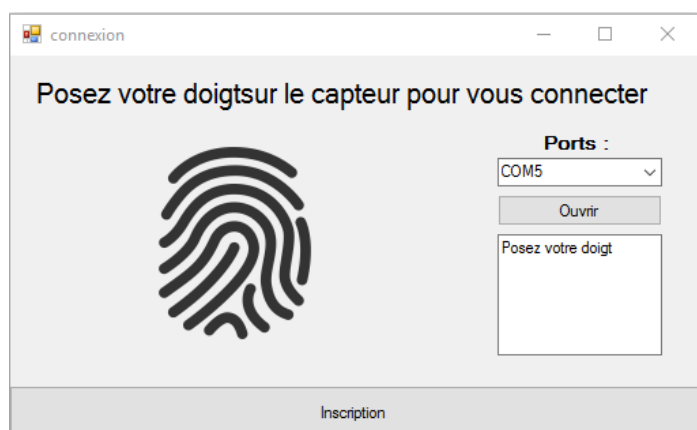 connexion
Posez votre doigtsur le capteur pour vous connecter
Ports :
COM5
Ouvrir
Posez votre doigt
Inscription